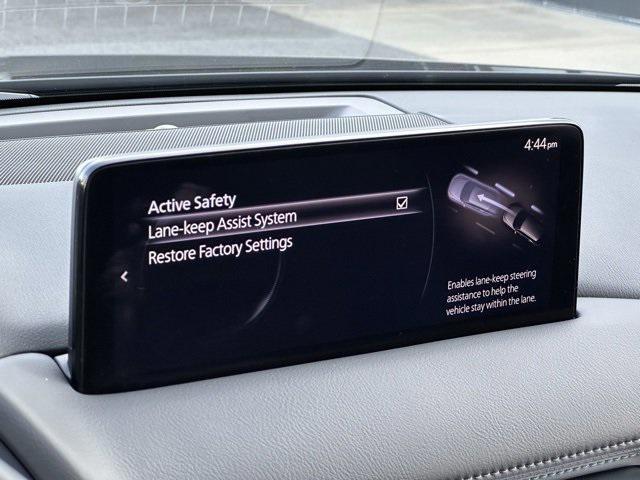 4:44pm
Active Safety
Lane-keep Assist System
Restore Factory Settings
Enables lane-keep steering
assistance to help the
vehicle stay within the lane.